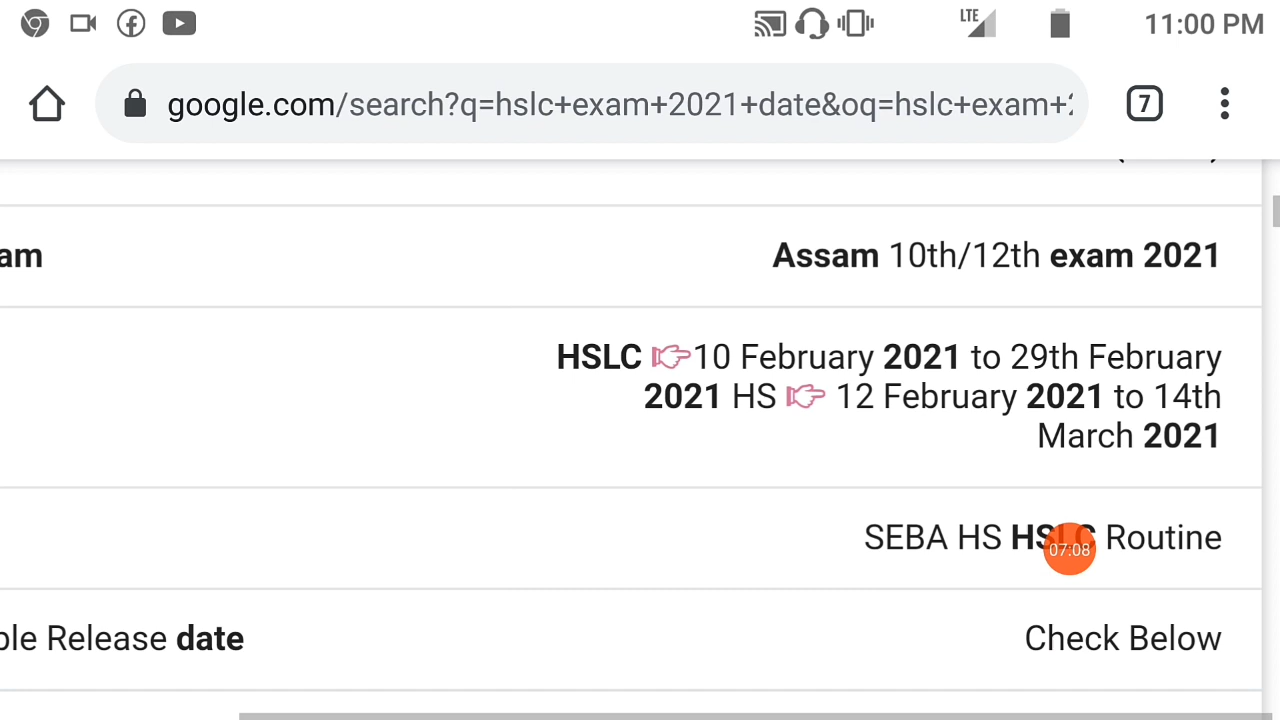 LTE 11:00 PM
google.com/search?q=hslc+exam+2021+date&oq=hslc+exam+ 7
am Assam 10th/12th exam 2021
HSLC 👉10 February 2021 to 29th February
2021 HS 👉 12 February 2021 to 14th
March 2021
SEBA HS HSLC Routine
07:08
ble Release date Check Below